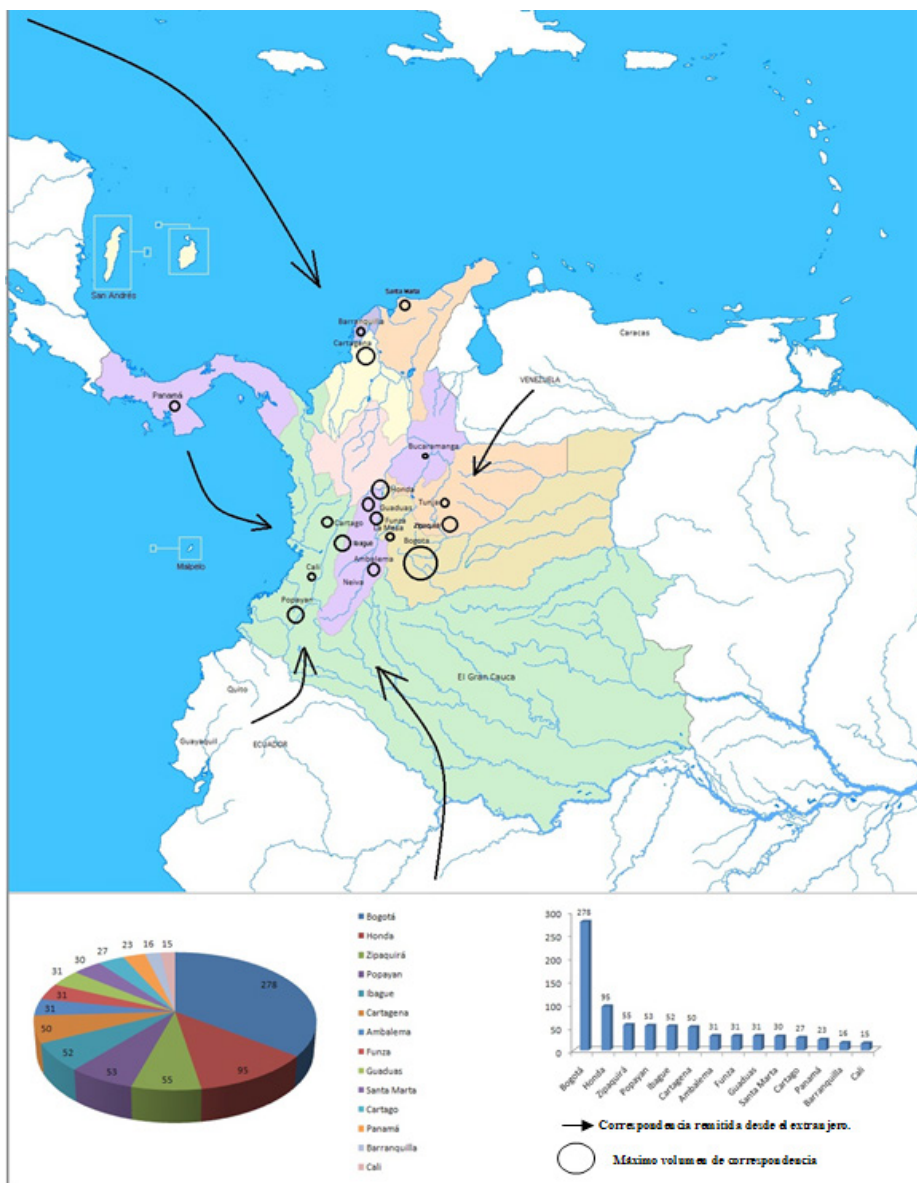 Santa Marta
Barranquilla
Cartagena
Caracas
San Andrés
VENEZUELA
Panamá
Bucaramanga
Honda
Guaduas
Tunja
Cartago
Funza
Zipaquirá
La Mesa
Ibague
Bogota
Ambalema
Malpelo
Cali
Neiva
Popayan
El Gran Cauca
Quito
Guayaquil
ECUADOR
278
95
55
53
52
50
31
31
31
30
27
23
16
15
Bogotá
Honda
Zipaquirá
Popayan
Ibague
Cartagena
Ambalema
Funza
Guaduas
Santa Marta
Cartago
Panamá
Barranquilla
Cali
300
250
200
150
100
50
0
278
95
55
53
52
50
31
31
31
30
27
23
16
15
Bogotá
Honda
Zipaquirá
Popayan
Ibague
Cartagena
Ambalema
Funza
Guaduas
Santa Marta
Cartago
Panamá
Barranquilla
Cali
Correspondencia remitida desde el extranjero.
Máximo volumen de correspondencia